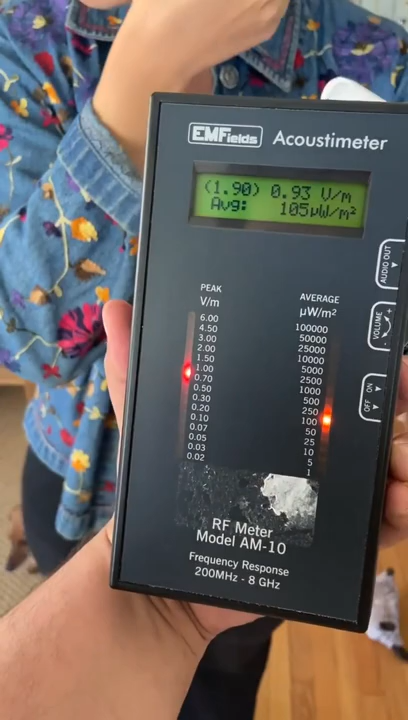 EMFields Acoustimeter
(1.90) 0.93 V/m
Avg: 105µW/m²
AUDIO OUT
VOLUME
- +
OFF ON
PEAK
V/m
6.00
4.50
3.00
2.00
1.50
1.00
0.70
0.50
0.30
0.20
0.10
0.07
0.05
0.03
0.02
AVERAGE
µW/m²
100000
50000
25000
10000
5000
2500
1000
500
250
100
50
25
10
5
1
RF Meter
Model AM-10
Frequency Response
200MHz - 8 GHz